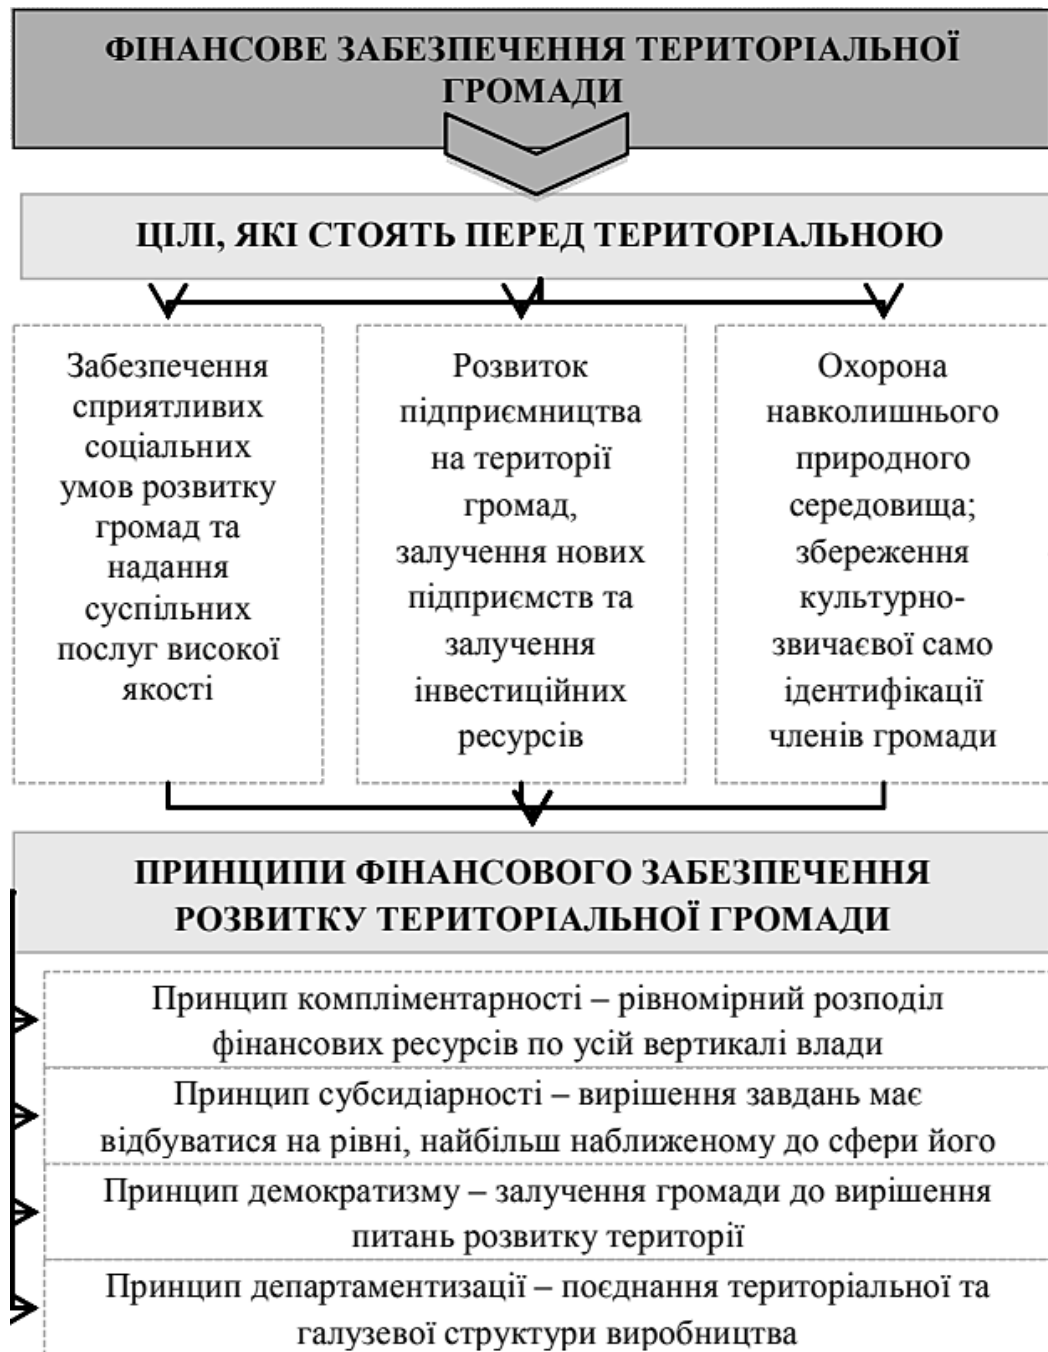 ФІНАНСОВЕ ЗАБЕЗПЕЧЕННЯ ТЕРИТОРІАЛЬНОЇ
ГРОМАДИ
ЦІЛІ, ЯКІ СТОЯТЬ ПЕРЕД ТЕРИТОРІАЛЬНОЮ
Забезпечення
сприятливих
соціальних
умов розвитку
громад та
надання
суспільних
послуг високої
якості
Розвиток
підприємництва
на території
громад,
залучення нових
підприємств та
залучення
інвестиційних
ресурсів
Охорона
навколишнього
природного
середовища;
збереження
культурно-
звичаєвої само
ідентифікації
членів громади
ПРИНЦИПИ ФІНАНСОВОГО ЗАБЕЗПЕЧЕННЯ
РОЗВИТКУ ТЕРИТОРІАЛЬНОЇ ГРОМАДИ
Принцип компліментарності – рівномірний розподіл
фінансових ресурсів по усій вертикалі влади
Принцип субсидіарності – вирішення завдань має
відбуватися на рівні, найбільш наближеному до сфери його
Принцип демократизму – залучення громади до вирішення
питань розвитку території
Принцип департаментизації – поєднання територіальної та
галузевої структури виробництва